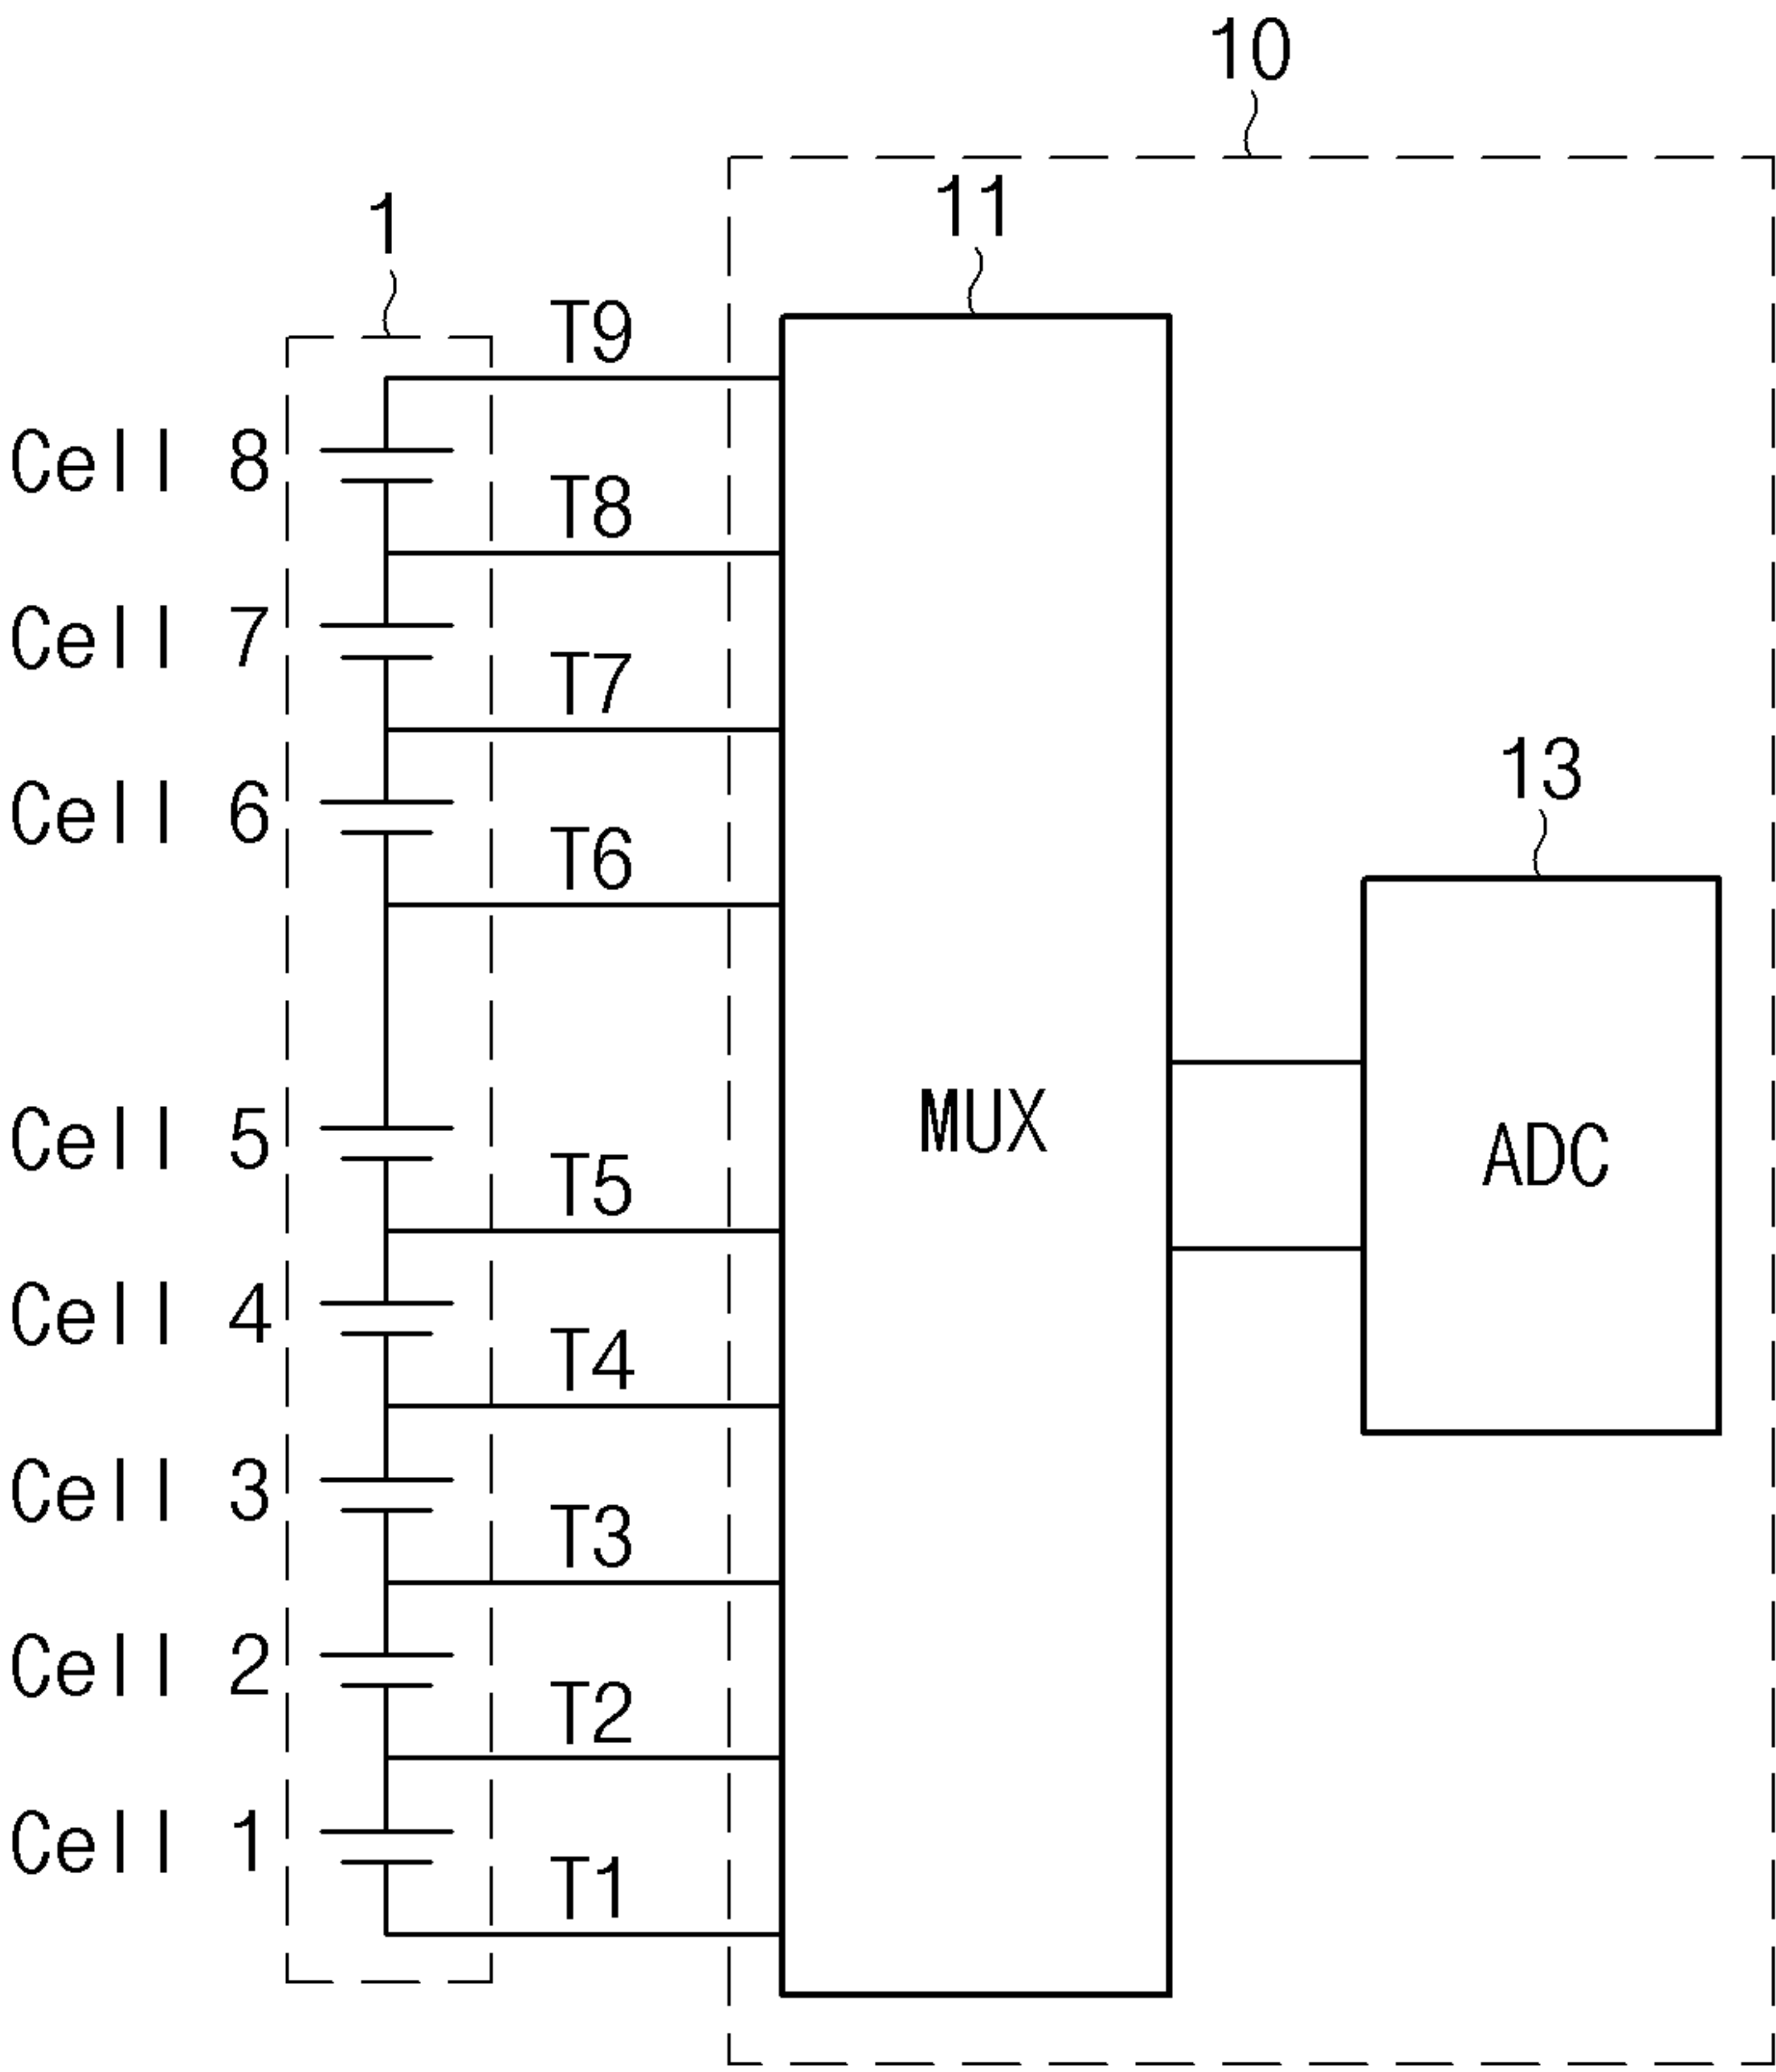 10
11
1
T9
Cell 8
T8
Cell 7
T7
13
Cell 6
T6
MUX
ADC
Cell 5
T5
Cell 4
T4
Cell 3
T3
Cell 2
T2
Cell 1
T1